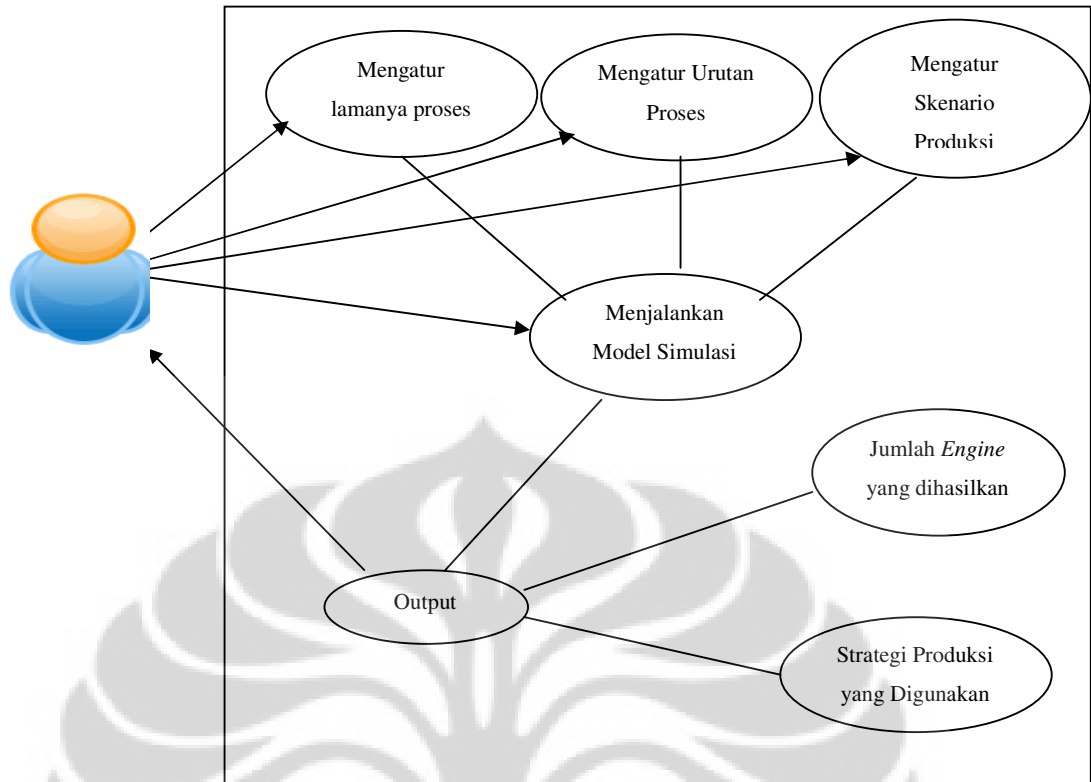 Mengatur
lamanya proses
Mengatur Urutan
Proses
Mengatur
Skenario
Produksi
Menjalankan
Model Simulasi
Jumlah Engine
yang dihasilkan
Output
Strategi Produksi
yang Digunakan